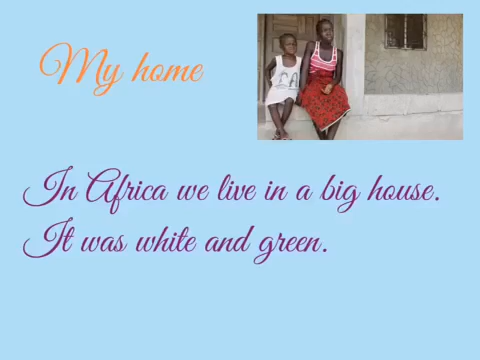 My home
In Africa we live in a big house.
It was white and green.